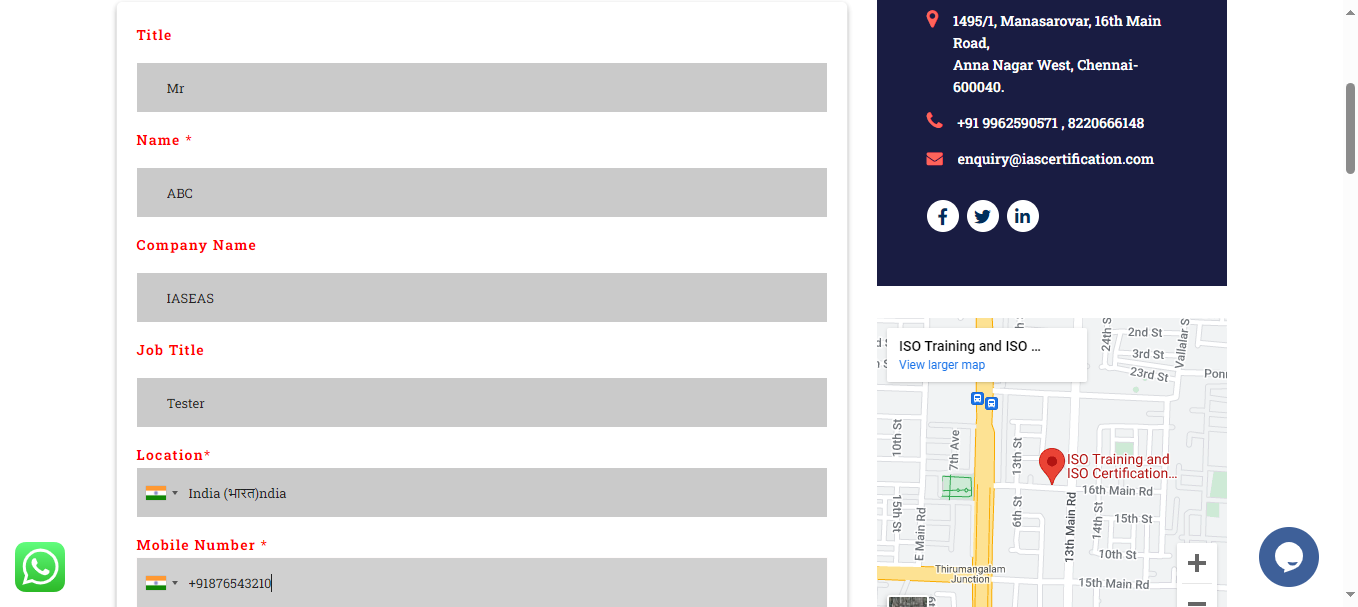 Title
Mr
Name *
ABC
Company Name
IASEAS
Job Title
Tester
Location*
India (भारत)ndia
Mobile Number *
+91876543210
1495/1, Manasarovar, 16th Main
Road,
Anna Nagar West, Chennai-
600040.
+91 9962590571 , 8220666148
enquiry@iascertification.com
ISO Training and ISO ...
View larger map
24th S
2nd St
Vallalar S
3rd St
23rd St
Ponn
10th St
7th Ave
13th St
ISO Training and
ISO Certification...
16th Main Rd
15th St
E Main Rd
6th St
13th Main Rd
14th St
15th St
10th St
Thirumangalam
Junction
15th Main Rd